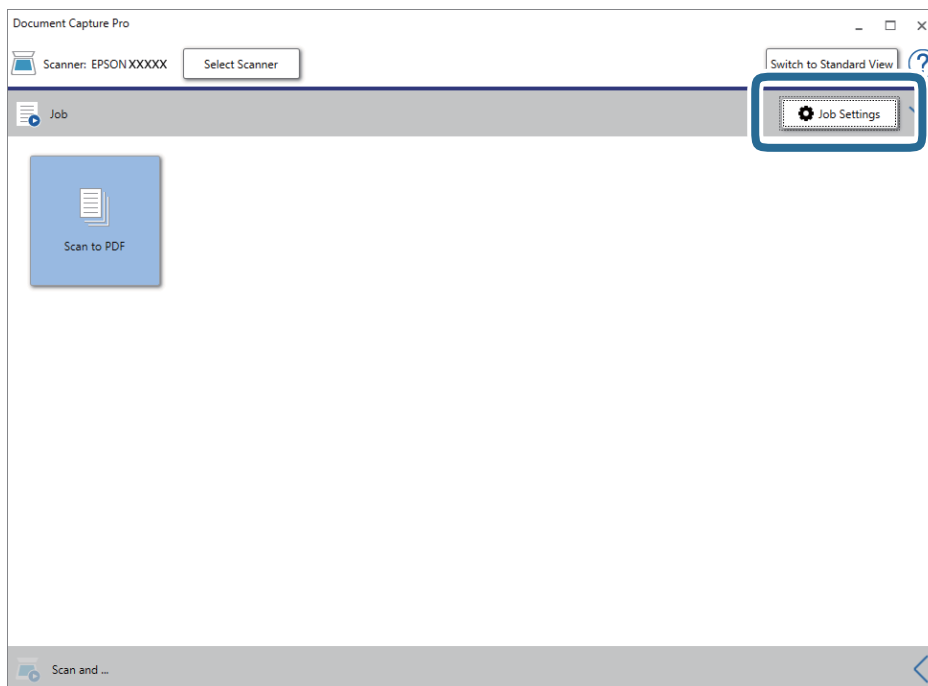 Document Capture Pro
Scanner: EPSON XXXXX
Select Scanner
Switch to Standard View
?
Job
Job Settings
Scan to PDF
Scan and ...